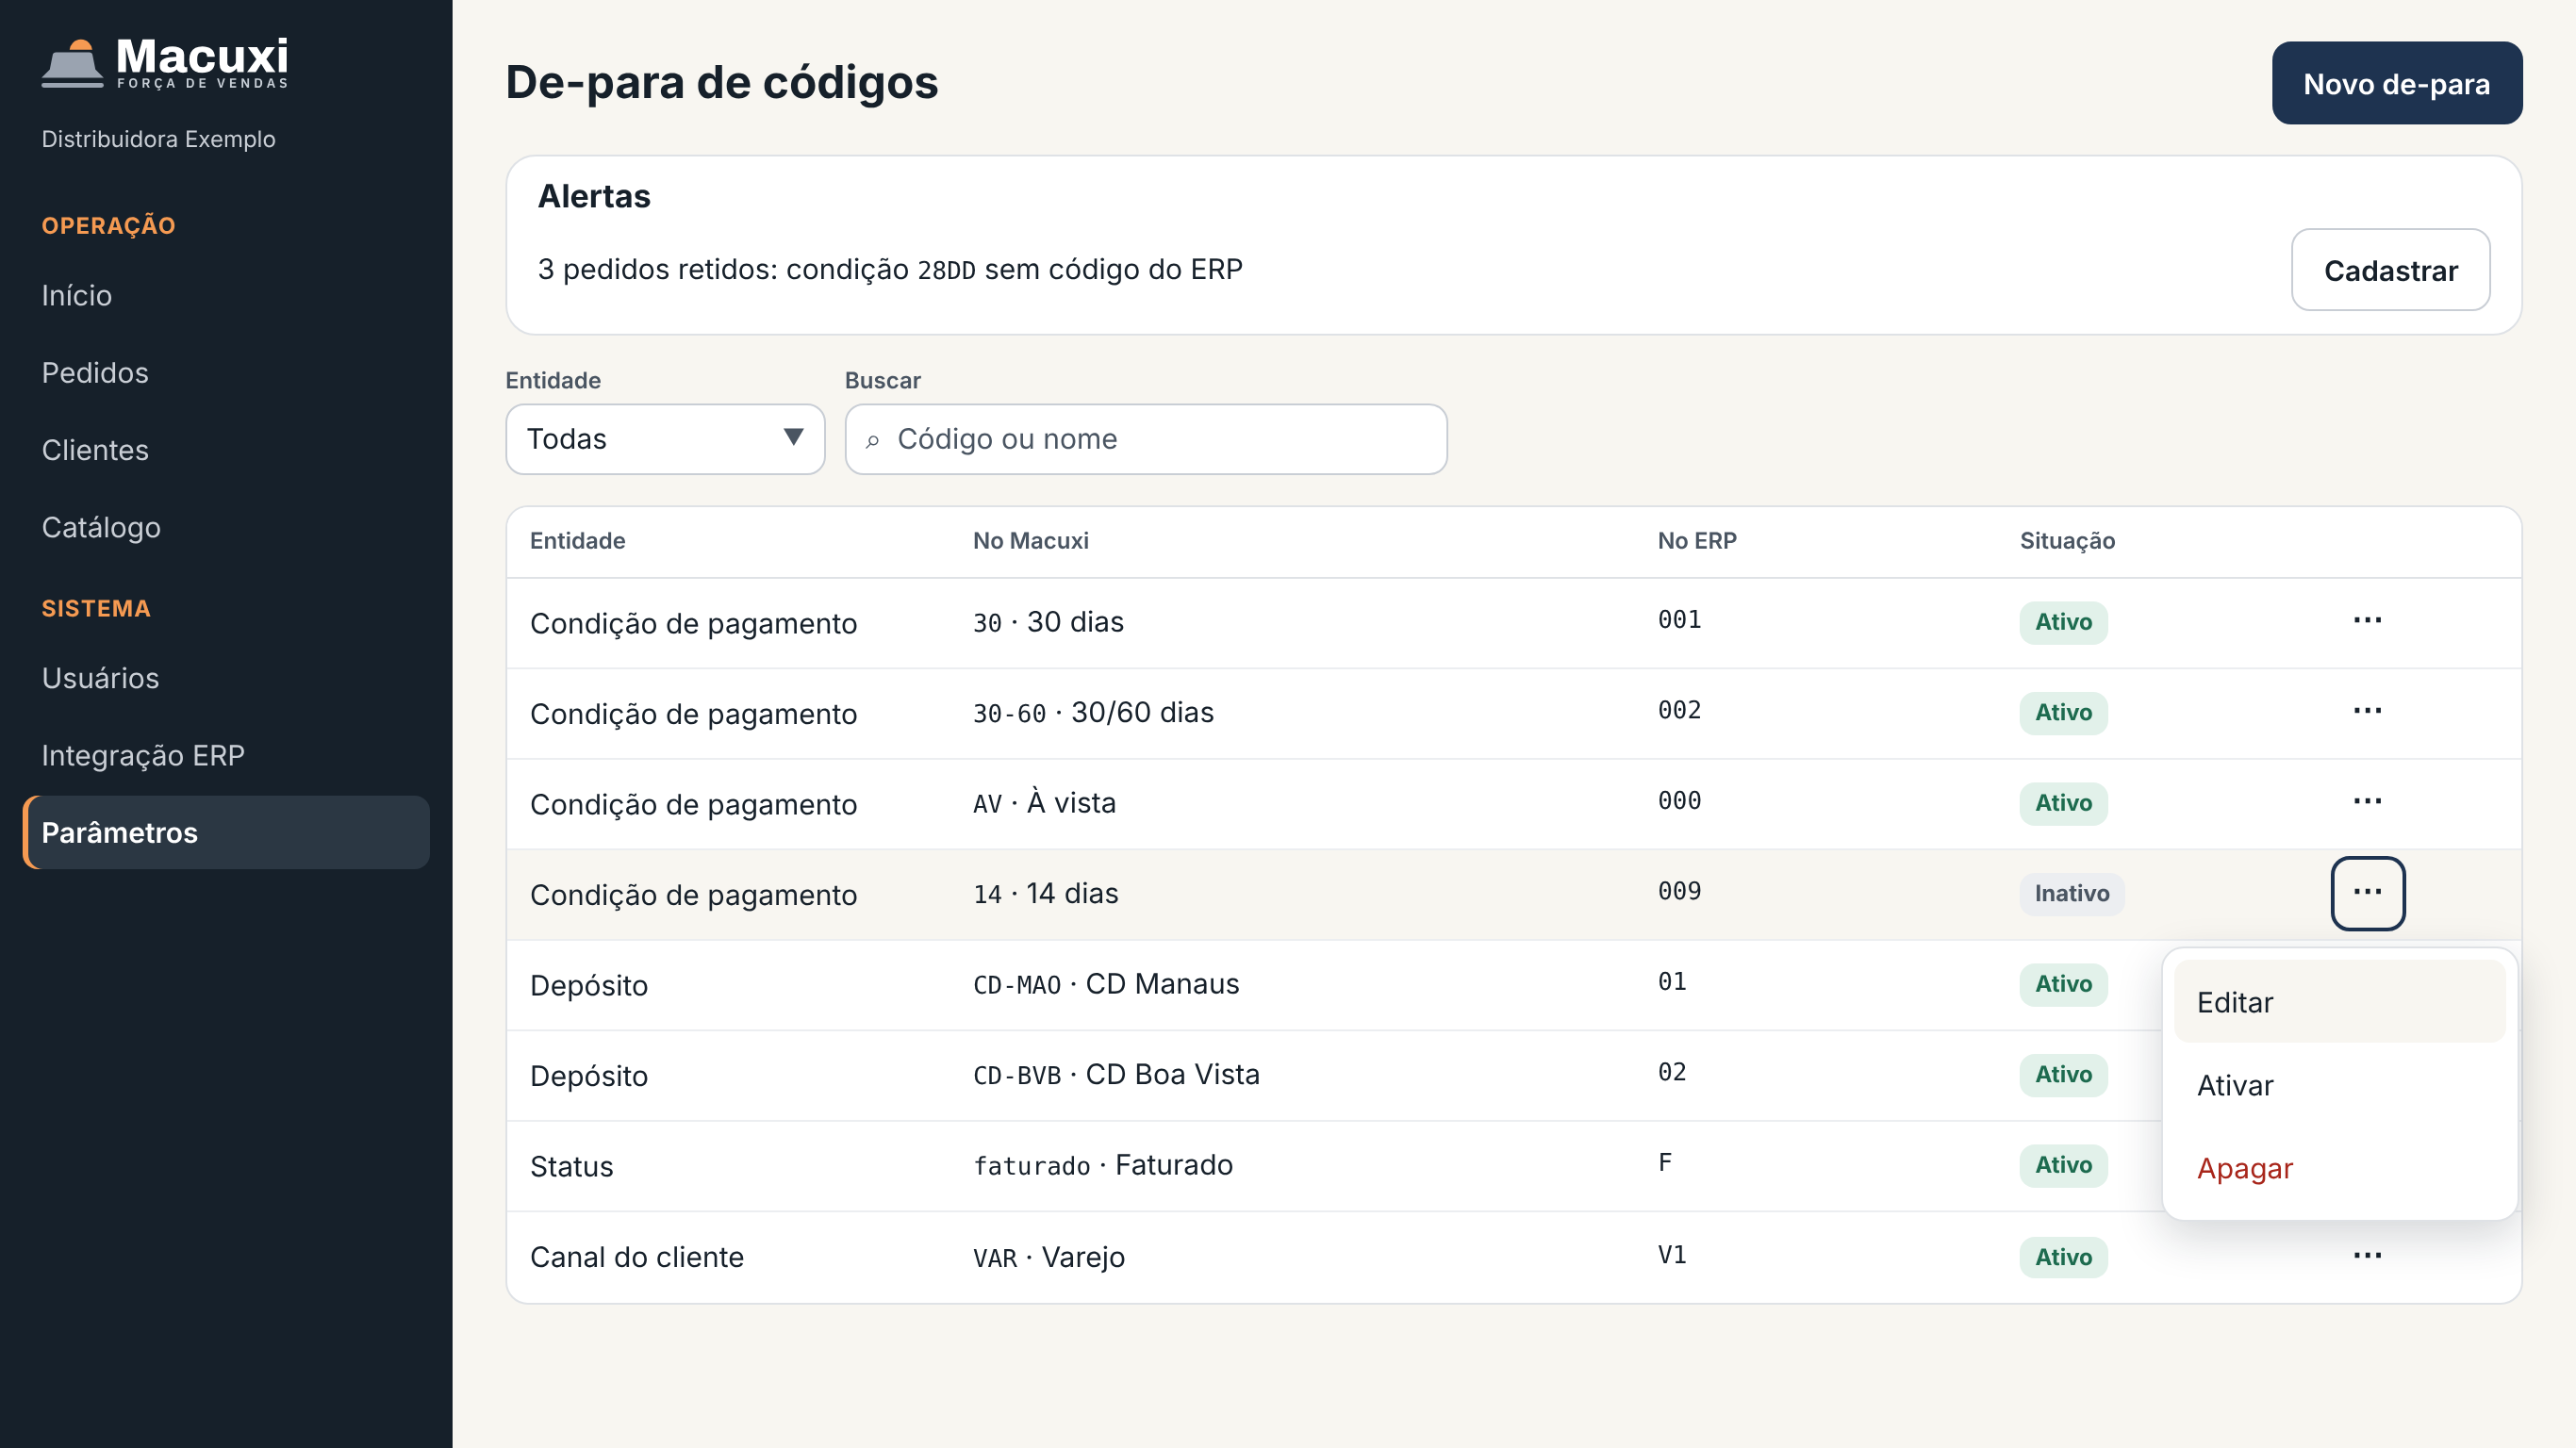 Macuxi
FORÇA DE VENDAS
Distribuidora Exemplo
OPERAÇÃO
Início
Pedidos
Clientes
Catálogo
SISTEMA
Usuários
Integração ERP
Parâmetros
De-para de códigos
Novo de-para
Alertas
3 pedidos retidos: condição 28DD sem código do ERP
Cadastrar
Entidade
Buscar
Todas
Código ou nome
Entidade No Macuxi No ERP Situação
Condição de pagamento 30 · 30 dias 001 Ativo ···
Condição de pagamento 30-60 · 30/60 dias 002 Ativo ···
Condição de pagamento AV · À vista 000 Ativo ···
Condição de pagamento 14 · 14 dias 009 Inativo ···
Depósito CD-MAO · CD Manaus 01 Ativo
Depósito CD-BVB · CD Boa Vista 02 Ativo
Status faturado · Faturado F Ativo
Canal do cliente VAR · Varejo V1 Ativo ···
Editar
Ativar
Apagar